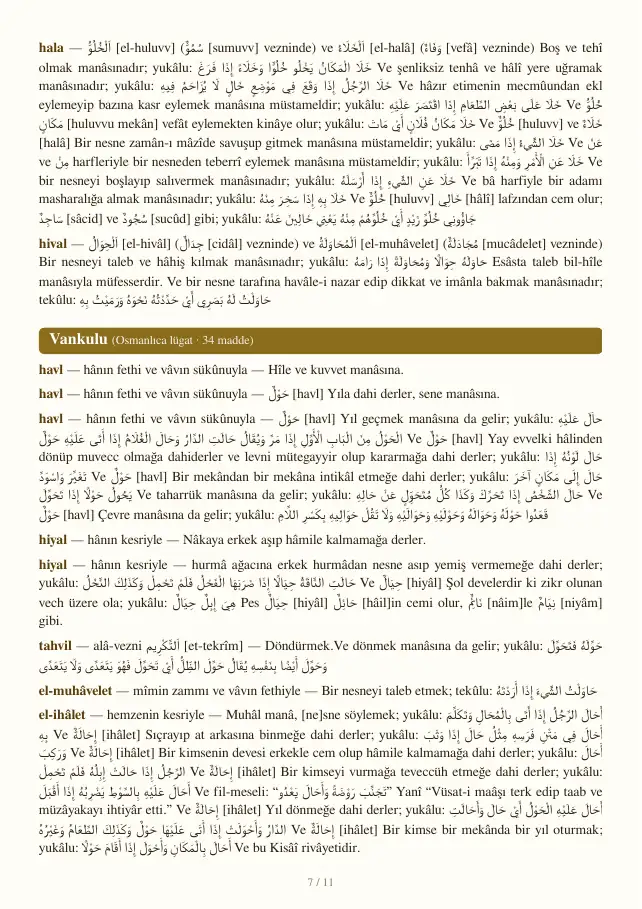 hala — اَلْخُلُوُّ [el-huluvv] (سُمُوٌّ [sumuvv] vezninde) ve اَلْخَلَاءُ [el-halâ] (وَفَاءٌ [vefâ] vezninde) Boş ve tehî
olmak manâsınadır; yukâlu: خَلَا الْمَكَانُ يَخْلُو خُلُوًّا وَخَلَاءً إِذَا فَرَغَ Ve şenliksiz tenhâ ve hâlî yere uğramak
manâsınadır; yukâlu: خَلَا الرَّجُلُ إِذَا وَقَعَ فِي مَوْضِعٍ خَالٍ لَا يُزَاحَمُ فِيهِ Ve hâzır etimenin mecmûundan ekl
eylemeyip bazına kasr eylemek manâsına müstameldir; yukâlu: خَلَا عَلَى بَعْضِ الطَّعَامِ إِذَا اقْتَصَرَ عَلَيْهِ Ve خُلُوُّ
مَكَانٍ [huluvvu mekân] vefât eylemekten kinâye olur; yukâlu: خَلَا مَكَانُ فُلَانٍ أَيْ مَاتَ Ve خُلُوٌّ [huluvv] ve خَلَاءٌ
[halâ] Bir nesne zamân-ı mâzîde savuşup gitmek manâsına müstameldir; yukâlu: خَلَا الشَّيْءُ إِذَا مَضَى Ve عَنْ
ve مِنْ harfleriyle bir nesneden teberrî eylemek manâsına müstameldir; yukâlu: خَلَا عَنِ الْأَمْرِ وَمِنْهُ إِذَا تَبَرَّأَ Ve
bir nesneyi boşlayıp salıvermek manâsınadır; yukâlu: خَلَا عَنِ الشَّيْءِ إِذَا أَرْسَلَهُ Ve bâ harfiyle bir adamı
masharalığa almak manâsınadır; yukâlu: خَلَا بِهِ إِذَا سَخِرَ مِنْهُ Ve خُلُوٌّ [huluvv] خَالِي [hâlî] lafzından cem olur;
سَاجِدٌ [sâcid] ve سُجُودٌ [sucûd] gibi; yukâlu: جَاؤُونِي خُلُوَّ زَيْدٍ أَيْ خُلُوَّهُمْ مِنْهُ يَعْنِي خَالِينَ عَنْهُ
hival — اَلْحِوَالُ [el-hivâl] (جِدَالٌ [cidâl] vezninde) ve اَلْمُحَاوَلَةُ [el-muhâvelet] (مُجَادَلَةٌ [mucâdelet] vezninde)
Bir nesneyi taleb ve hâhiş kılmak manâsınadır; yukâlu: حَاوَلَهُ حِوَالًا وَمُحَاوَلَةً إِذَا رَامَهُ Esâsta taleb bil-hîle
manâsıyla müfesserdir. Ve bir nesne tarafına havâle-i nazar edip dikkat ve imânla bakmak manâsınadır;
tekûlu: حَاوَلْتُ لَهُ بَصَرِي أَيْ حَدَّدْتُهُ نَحْوَهُ وَرَمَيْتُ بِهِ
Vankulu (Osmanlıca lügat · 34 madde)
havl — hânın fethi ve vâvın sükûnuyla — Hîle ve kuvvet manâsına.
havl — hânın fethi ve vâvın sükûnuyla — حَوْلٌ [havl] Yıla dahi derler, sene manâsına.
havl — hânın fethi ve vâvın sükûnuyla — حَوْلٌ [havl] Yıl geçmek manâsına da gelir; yukâlu: حاَلَ عَلَيْهِ
الْحَوْلُ مِنَ الْبَابِ الْأَوَّلِ إِذَا مَرَّ وَيُقَالُ حَالَتِ الدَّارُ وَحَالَ الْغُلَامُ إِذَا أَتَى عَلَيْهِ حَوْلٌ Ve حَوْلٌ [havl] Yay evvelki hâlinden
dönüp muvecc olmağa dahiderler ve levni mütegayyir olup kararmağa dahi derler; yukâlu: حَالَ لَوْنُهُ إِذَا
تَغَيَّرَ وَاسْوَدَّ Ve حَوْلٌ [havl] Bir mekândan bir mekâna intikâl etmeğe dahi derler; yukâlu: حَالَ إِلَى مَكَانٍ آخَرَ
يَحُولُ حَوْلًا إِذَا تَحَوَّلَ Ve taharrük manâsına da gelir; yukâlu: حَالَ الشَّخْصُ إِذَا تَحَرَّكَ وَكَذَا كُلُّ مُتَحَوِّلٍ عَنْ حَالِهِ Ve
حَوْلٌ [havl] Çevre manâsına da gelir; yukâlu: قَعَدُوا حَوْلَهُ وَحَوَالَهُ وَحَوْلَيْهِ وَحَوَالَيْهِ وَلَا تَقُلْ حَوَالِيهِ بِكَسْرِ اللَّامِ
hiyal — hânın kesriyle — Nâkaya erkek aşıp hâmile kalmamağa derler.
hiyal — hânın kesriyle — hurmâ ağacına erkek hurmâdan nesne asıp yemiş vermemeğe dahi derler;
yukâlu: حَالَتِ النَّاقَةُ حِيَالًا إِذَا ضَرَبَهَا الْفَحْلُ فَلَمْ تَحْمِلْ وَكَذَلِكَ النَّخْلُ Ve حِيَالٌ [hiyâl] Şol develerdir ki zikr olunan
vech üzere ola; yukâlu: هِيَ إِبِلٌ حِيَالٌ Pes حِيَالٌ [hiyâl] حَائِلٌ [hâil]in cemi olur, نَائِمٌ [nâim]le نِيَامٌ [niyâm]
gibi.
tahvil — alâ-vezni اَلتَّكْرِيم [et-tekrîm] — Döndürmek.Ve dönmek manâsına da gelir; yukâlu: حَوَّلَهُ فَتَحَوَّلَ
وَحَوَّلَ أَيْضًا بِنَفْسِهِ يُقَالُ حَوَّلَ الظِّلُّ أَيْ تَحَوَّلَ فَهُوَ يَتَعَدَّى وَلَا يَتَعَدَّى
el-muhâvelet — mîmin zammı ve vâvın fethiyle — Bir nesneyi taleb etmek; tekûlu: حَاوَلْتُ الشَّيْءَ إِذَا أَرَدْتَهُ
el-ihâlet — hemzenin kesriyle — Muhâl manâ, [ne]sne söylemek; yukâlu: أَحَالَ الرَّجُلُ إِذَا أَتَى بِالْمُحَالِ وَتَكَلَّمَ
بِهِ Ve إِحَالَةٌ [ihâlet] Sıçrayıp at arkasına binmeğe dahi derler; yukâlu: أَحَالَ فِي مَتْنِ فَرَسِهِ مِثْلُ حَالَ إِذَا وَثَبَ
وَرَكِبَ Ve إِحَالَةٌ [ihâlet] Bir kimsenin devesi erkekle cem olup hâmile kalmamağa dahi derler; yukâlu: أَحَالَ
الرَّجُلُ إِذَا حَالَتْ إِبِلُهُ فَلَمْ تَحْمِلْ Ve إِحَالَةٌ [ihâlet] Bir kimseyi vurmağa teveccüh etmeğe dahi derler; yukâlu:
أَحَالَ عَلَيْهِ بِالسَّوْطِ يَضْرِبُهُ إِذَا أَقْبَلَ Ve fil-meseli: “تَجَنَّبَ رَوْضَةً وَأَحَالَ يَعْدُو” Yanî “Vüsat-i maâşı terk edip taab ve
müzâyakayı ihtiyâr etti.” Ve إِحَالَةٌ [ihâlet] Yıl dönmeğe dahi derler; yukâlu: أَحَالَ عَلَيْهِ الْحَوْلُ أَيْ حَالَ وَأَحَالَتِ
الدَّارُ وَأَحْوَلَتْ إِذَا أَتَى عَلَيْهَا حَوْلٌ وَكَذَلِكَ الطَّعَامُ وَغَيْرُهُ Ve إِحَالَةٌ [ihâlet] Bir kimse bir mekânda bir yıl oturmak;
yukâlu: أَحَالَ بِالْمَكَانِ وَأَحْوَلَ إِذَا أَقَامَ حَوْلًا Ve bu Kisâî rivâyetidir.
7 / 11